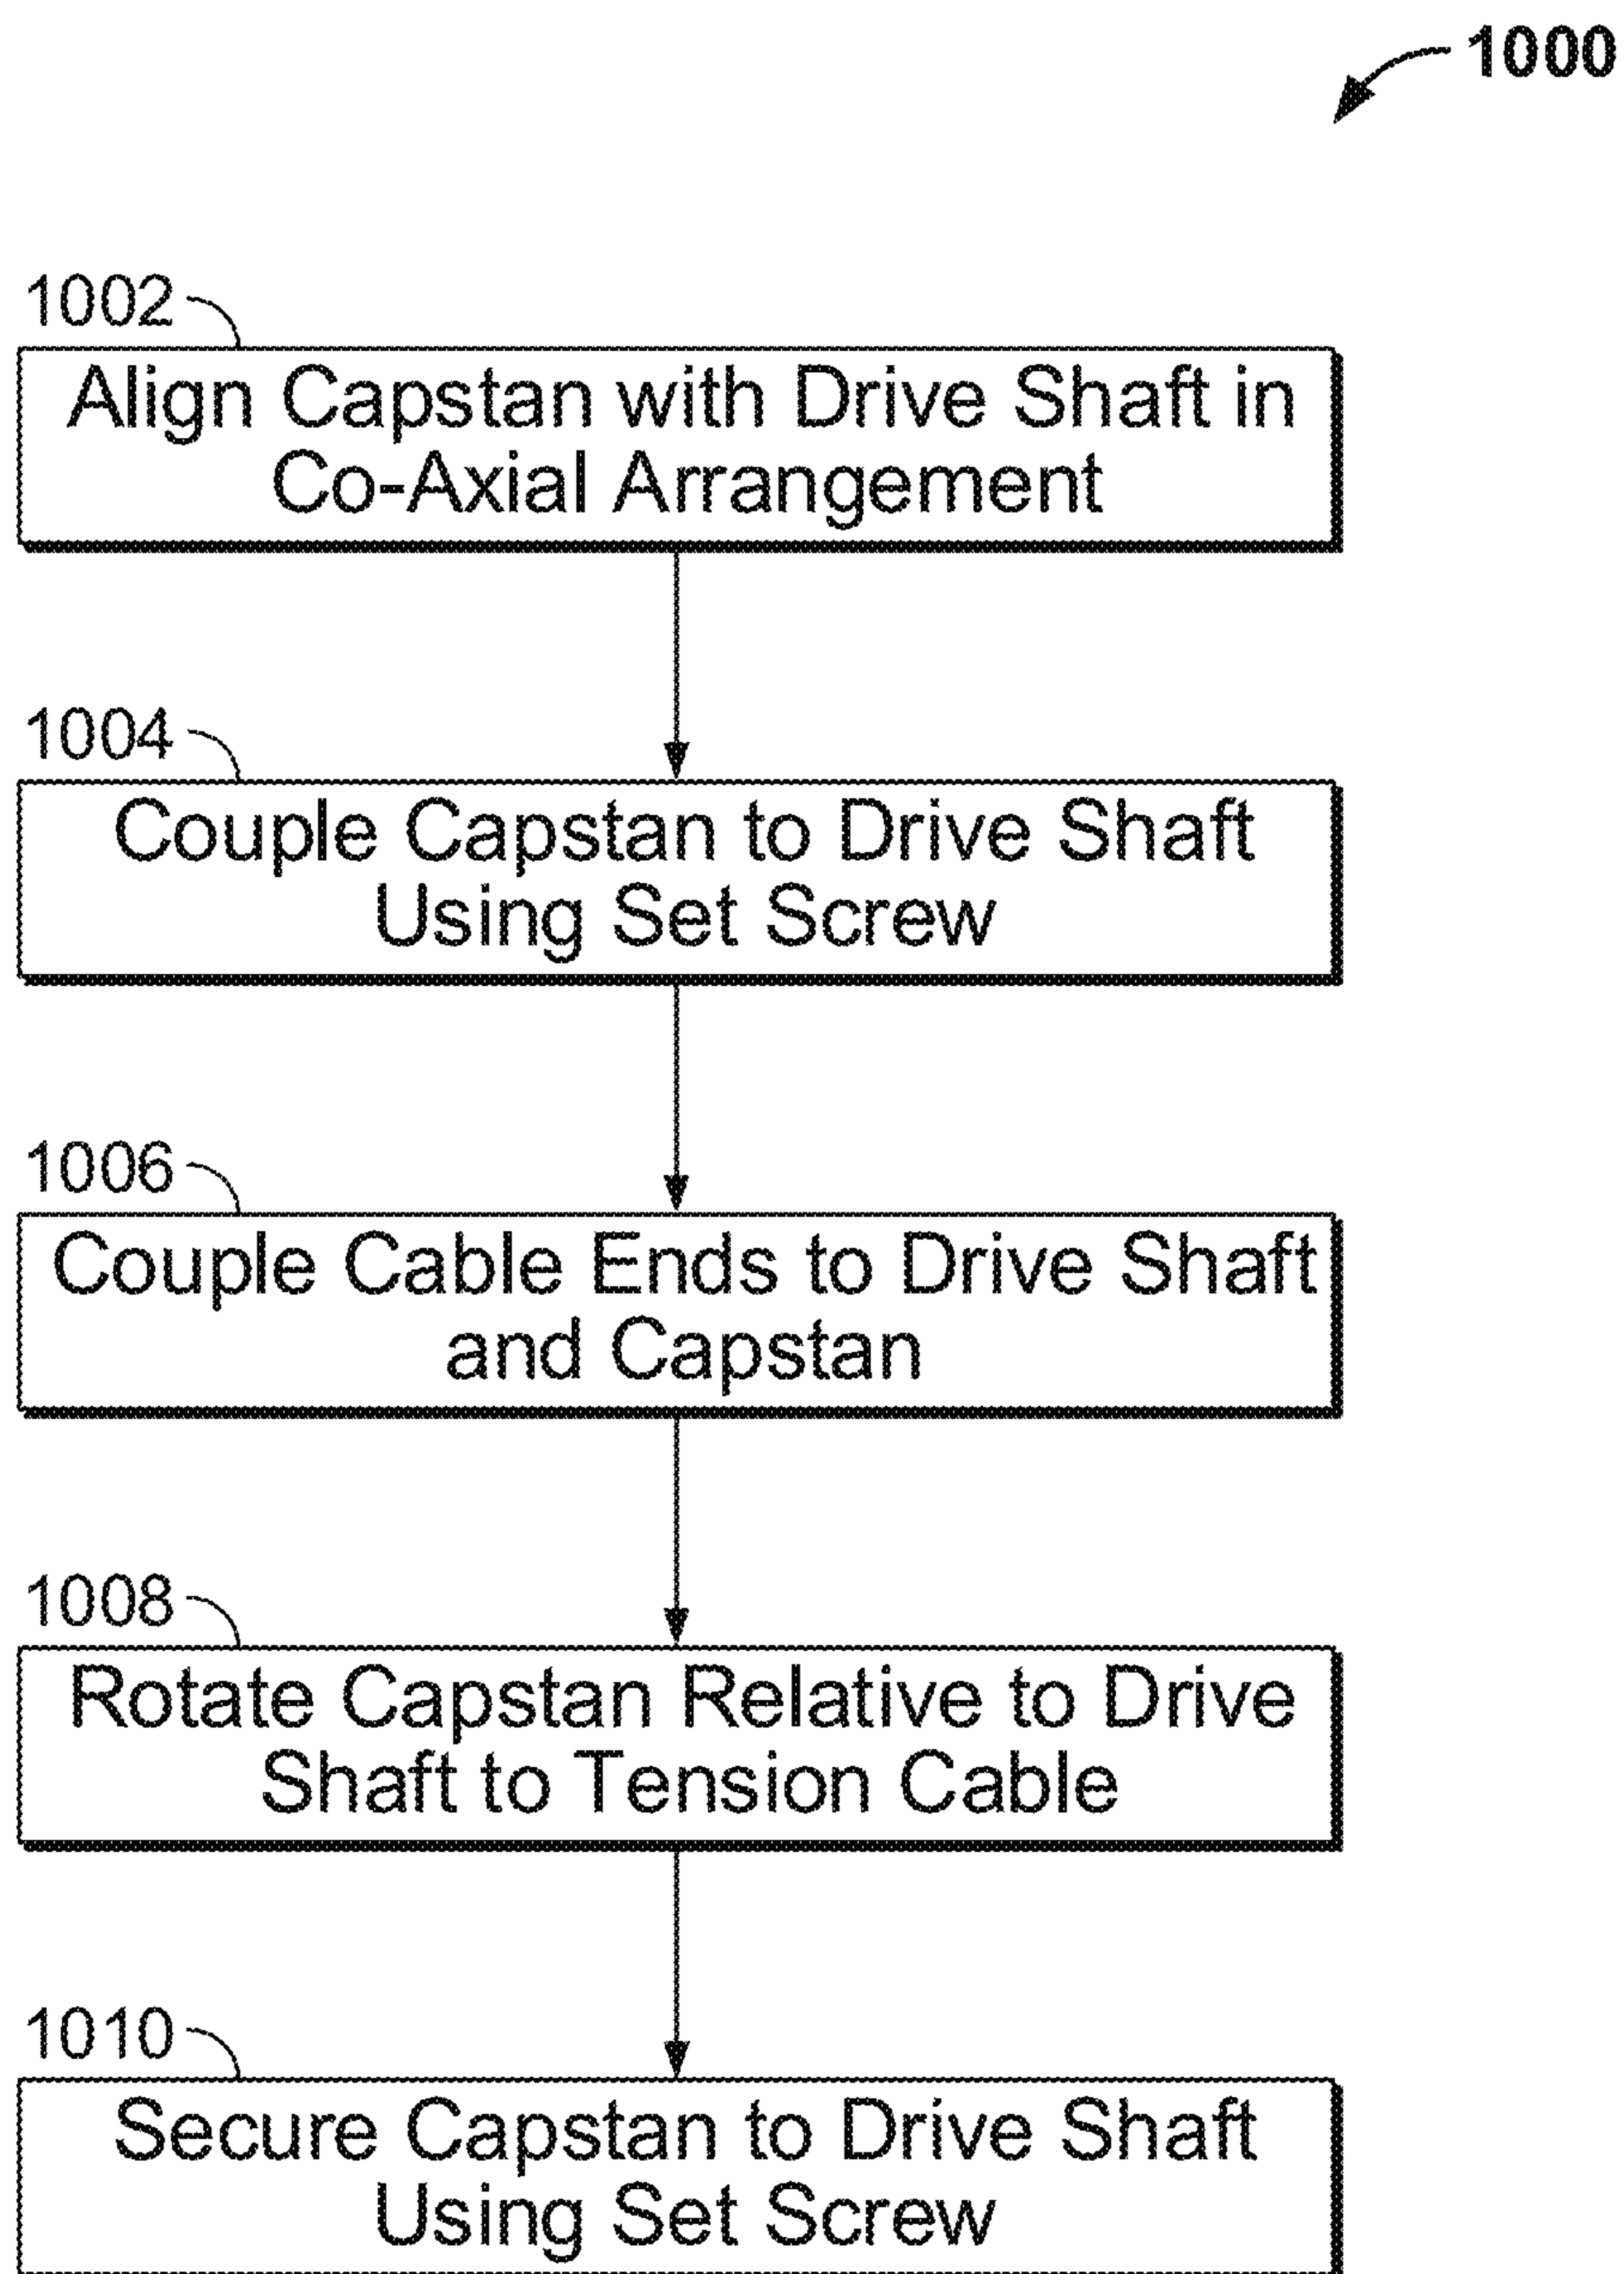 1000
1002
Align Capstan with Drive Shaft in
Co-Axial Arrangement
1004
Couple Capstan to Drive Shaft
Using Set Screw
1006
Couple Cable Ends to Drive Shaft
and Capstan
1008
Rotate Capstan Relative to Drive
Shaft to Tension Cable
1010
Secure Capstan to Drive Shaft
Using Set Screw